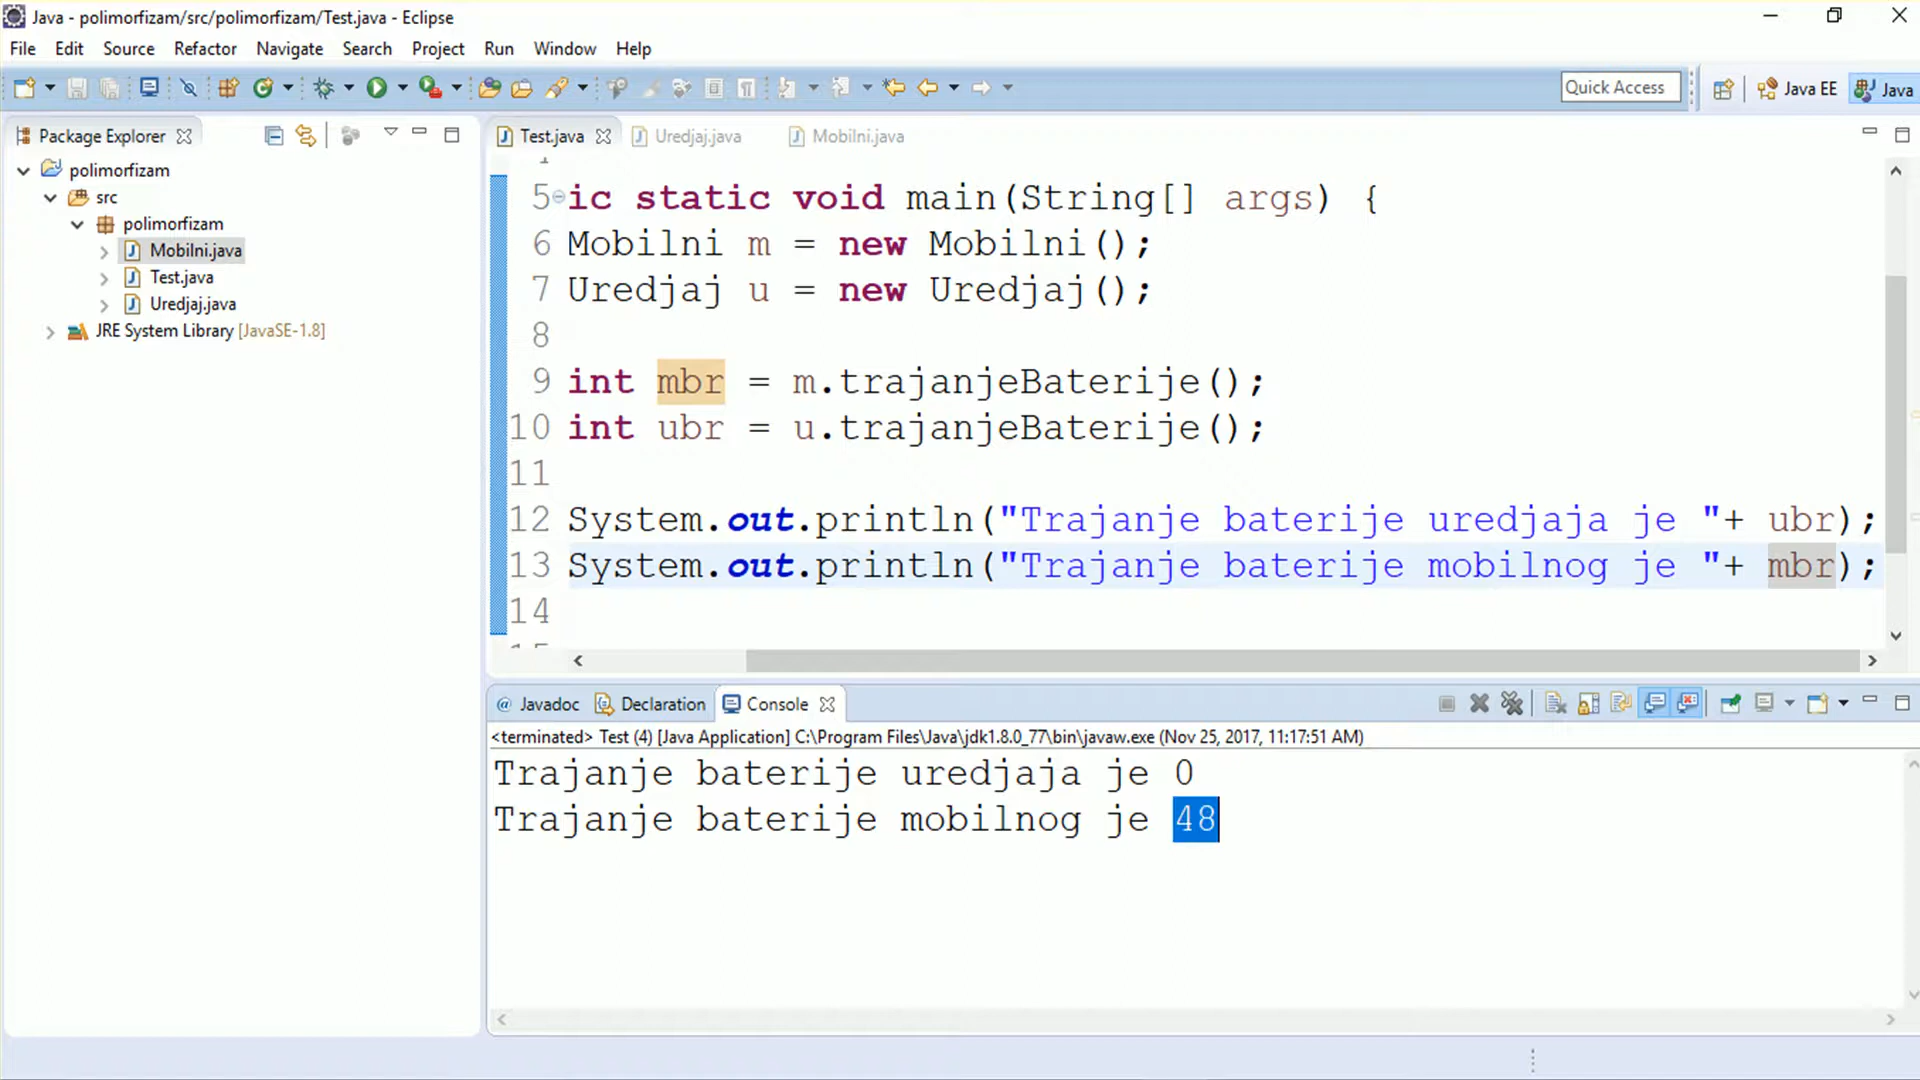 Java - polimorfizam/src/polimorfizam/Test.java - Eclipse
File Edit Source Refactor Navigate Search Project Run Window Help
Quick Access Java EE Java
Package Explorer
polimorfizam
src
polimorfizam
Mobilni.java
Test.java
Uredjaj.java
JRE System Library [JavaSE-1.8]
Test.java Uredjaj.java Mobilni.java
5 ic static void main(String[] args) {
6 Mobilni m = new Mobilni();
7 Uredjaj u = new Uredjaj();
8
9 int mbr = m.trajanjeBaterije();
10 int ubr = u.trajanjeBaterije();
11
12 System.out.println("Trajanje baterije uredjaja je "+ ubr);
13 System.out.println("Trajanje baterije mobilnog je "+ mbr);
14
@ Javadoc Declaration Console
<terminated> Test (4) [Java Application] C:\Program Files\Java\jdk1.8.0_77\bin\javaw.exe (Nov 25, 2017, 11:17:51 AM)
Trajanje baterije uredjaja je 0
Trajanje baterije mobilnog je 48